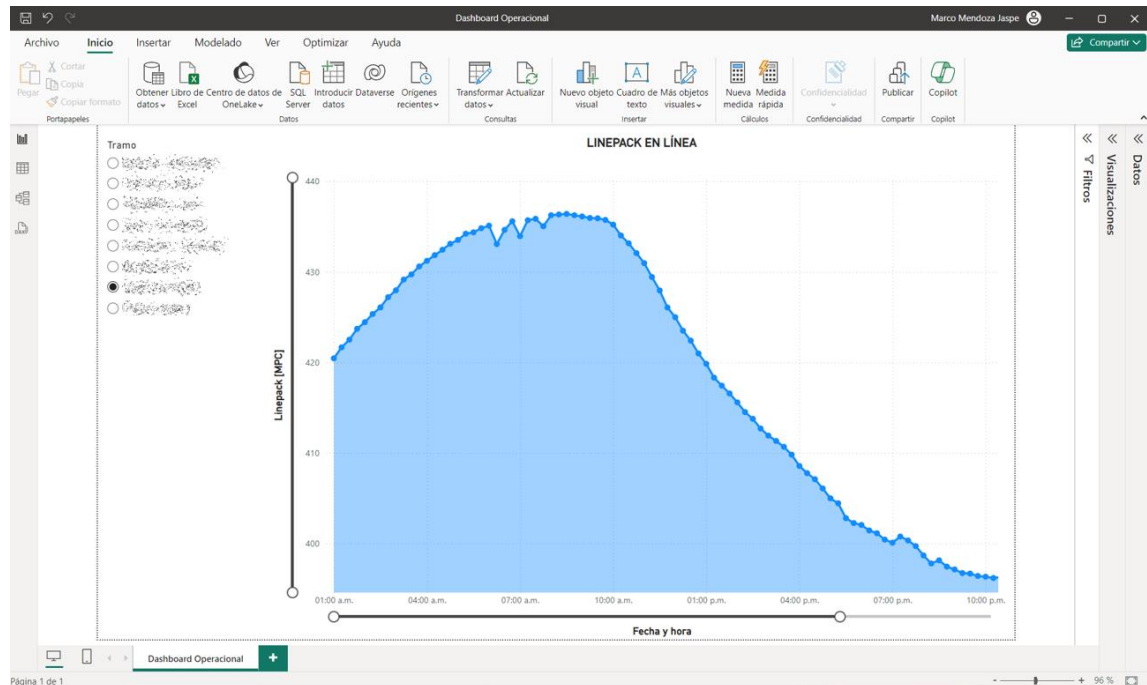 Dashboard Operacional
Marco Mendoza Jaspe
Archivo Inicio Insertar Modelado Ver Optimizar Ayuda
Compartir
Pegar
Cortar
Copia
Copiar formato
Portapapeles
Obtener datos
Libro de Excel
Centro de datos de OneLake
SQL Server
Introducir datos
Dataverse
Orígenes recientes
Datos
Transformar datos
Actualizar
Consultas
Nuevo objeto visual
Cuadro de texto
Más objetos visuales
Insertar
Nueva medida
Medida rápida
Cálculos
Confidencialidad
Confidencialidad
Publicar
Compartir
Copilot
Copilot
Tramo
LINEPACK EN LÍNEA
Linepack [MPC]
440
430
420
410
400
01:00 a.m. 04:00 a.m. 07:00 a.m. 10:00 a.m. 01:00 p.m. 04:00 p.m. 07:00 p.m. 10:00 p.m.
Fecha y hora
Filtros
Visualizaciones
Datos
Dashboard Operacional
Página 1 de 1
96 %